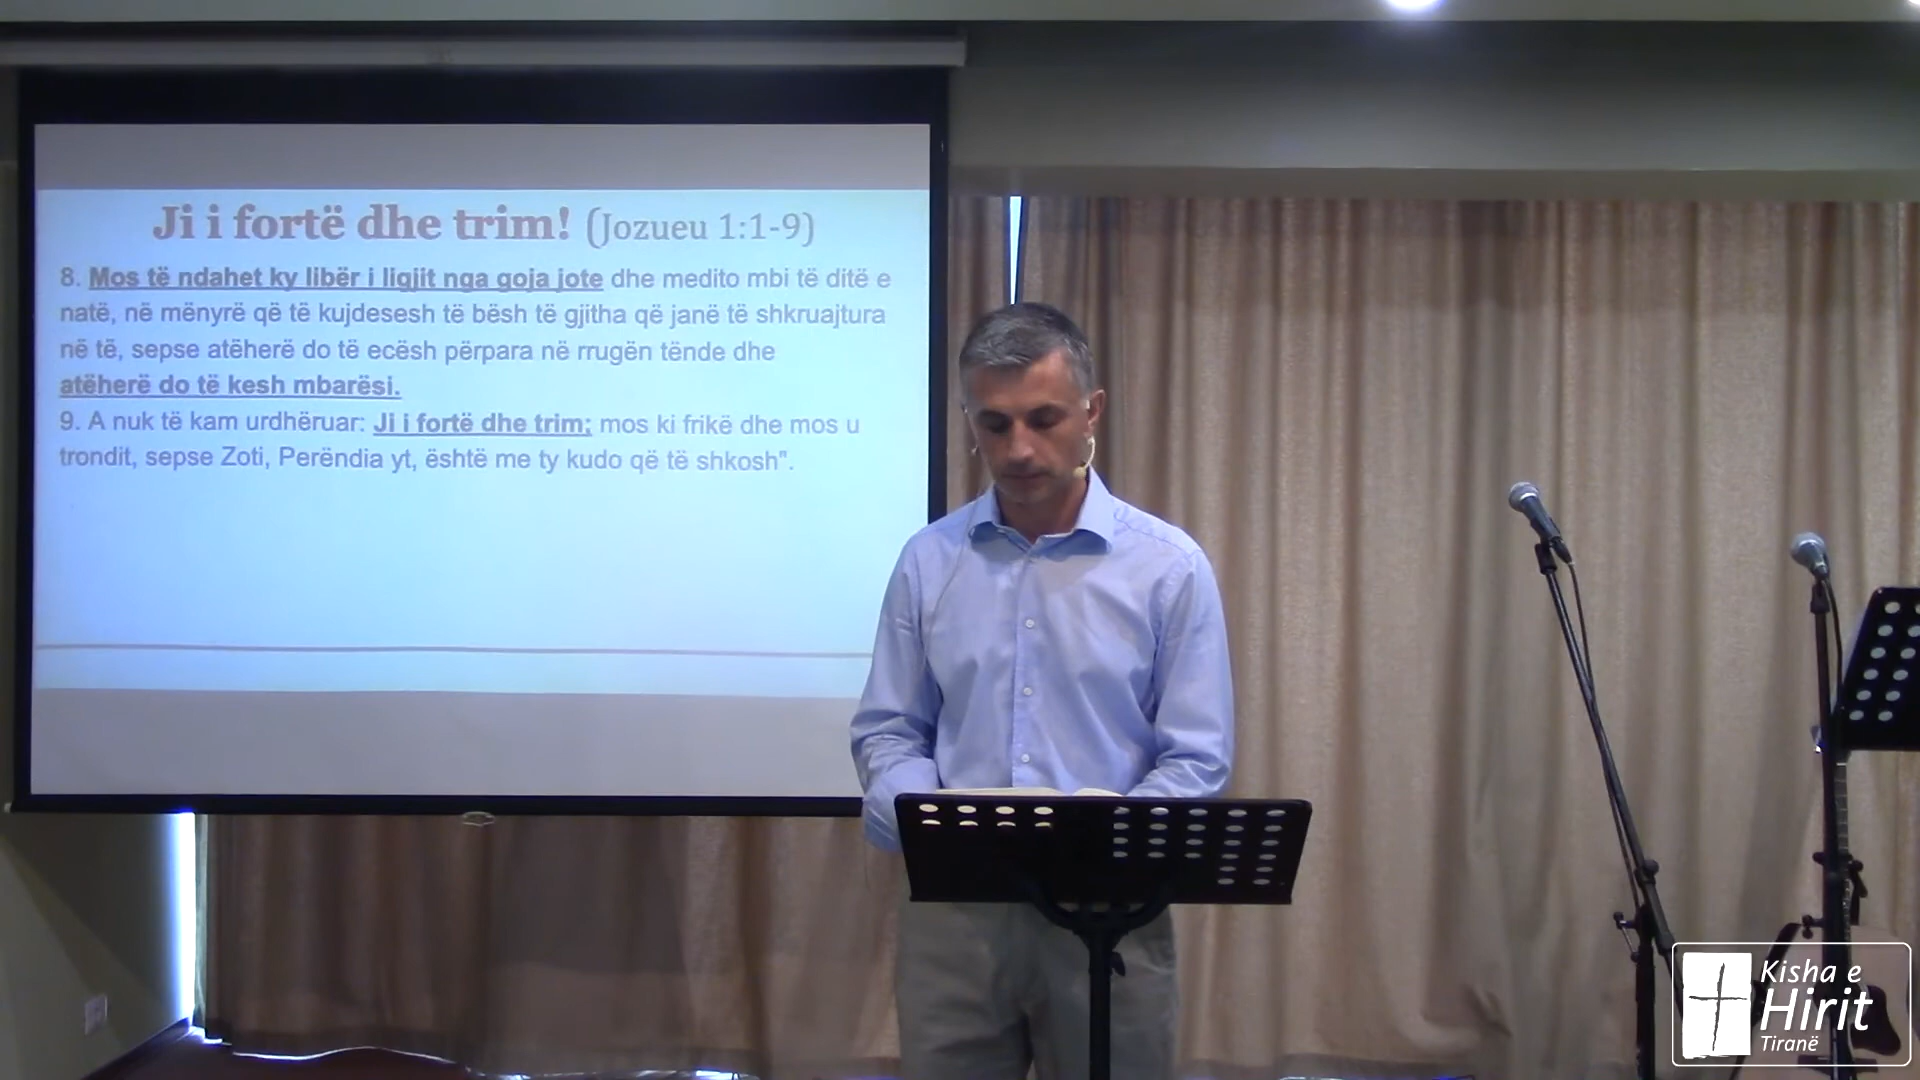 Ji i fortë dhe trim! (Jozueu 1:1-9)
8. Mos të ndahet ky libër i ligjit nga goja jote dhe medito mbi të ditë e
natë, në mënyrë që të kujdesesh të bësh të gjitha që janë të shkruajtura
në të, sepse atëherë do të ecësh përpara në rrugën tënde dhe
atëherë do të kesh mbarësi.
9. A nuk të kam urdhëruar: Ji i fortë dhe trim; mos ki frikë dhe mos u
trondit, sepse Zoti, Perëndia yt, është me ty kudo që të shkosh".
Kisha e
Hirit
Tiranë